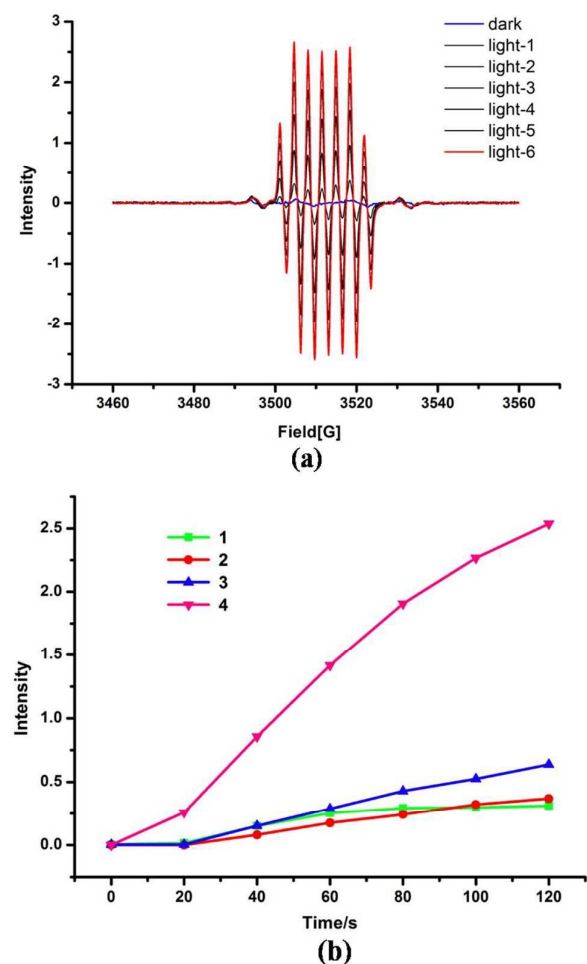 3
2
1
0
-1
-2
-3
Intensity
dark
light-1
light-2
light-3
light-4
light-5
light-6
3460 3480 3500 3520 3540 3560
Field[G]
(a)
2.5
2.0
1.5
1.0
0.5
0.0
Intensity
1
2
3
4
0 20 40 60 80 100 120
Time/s
(b)